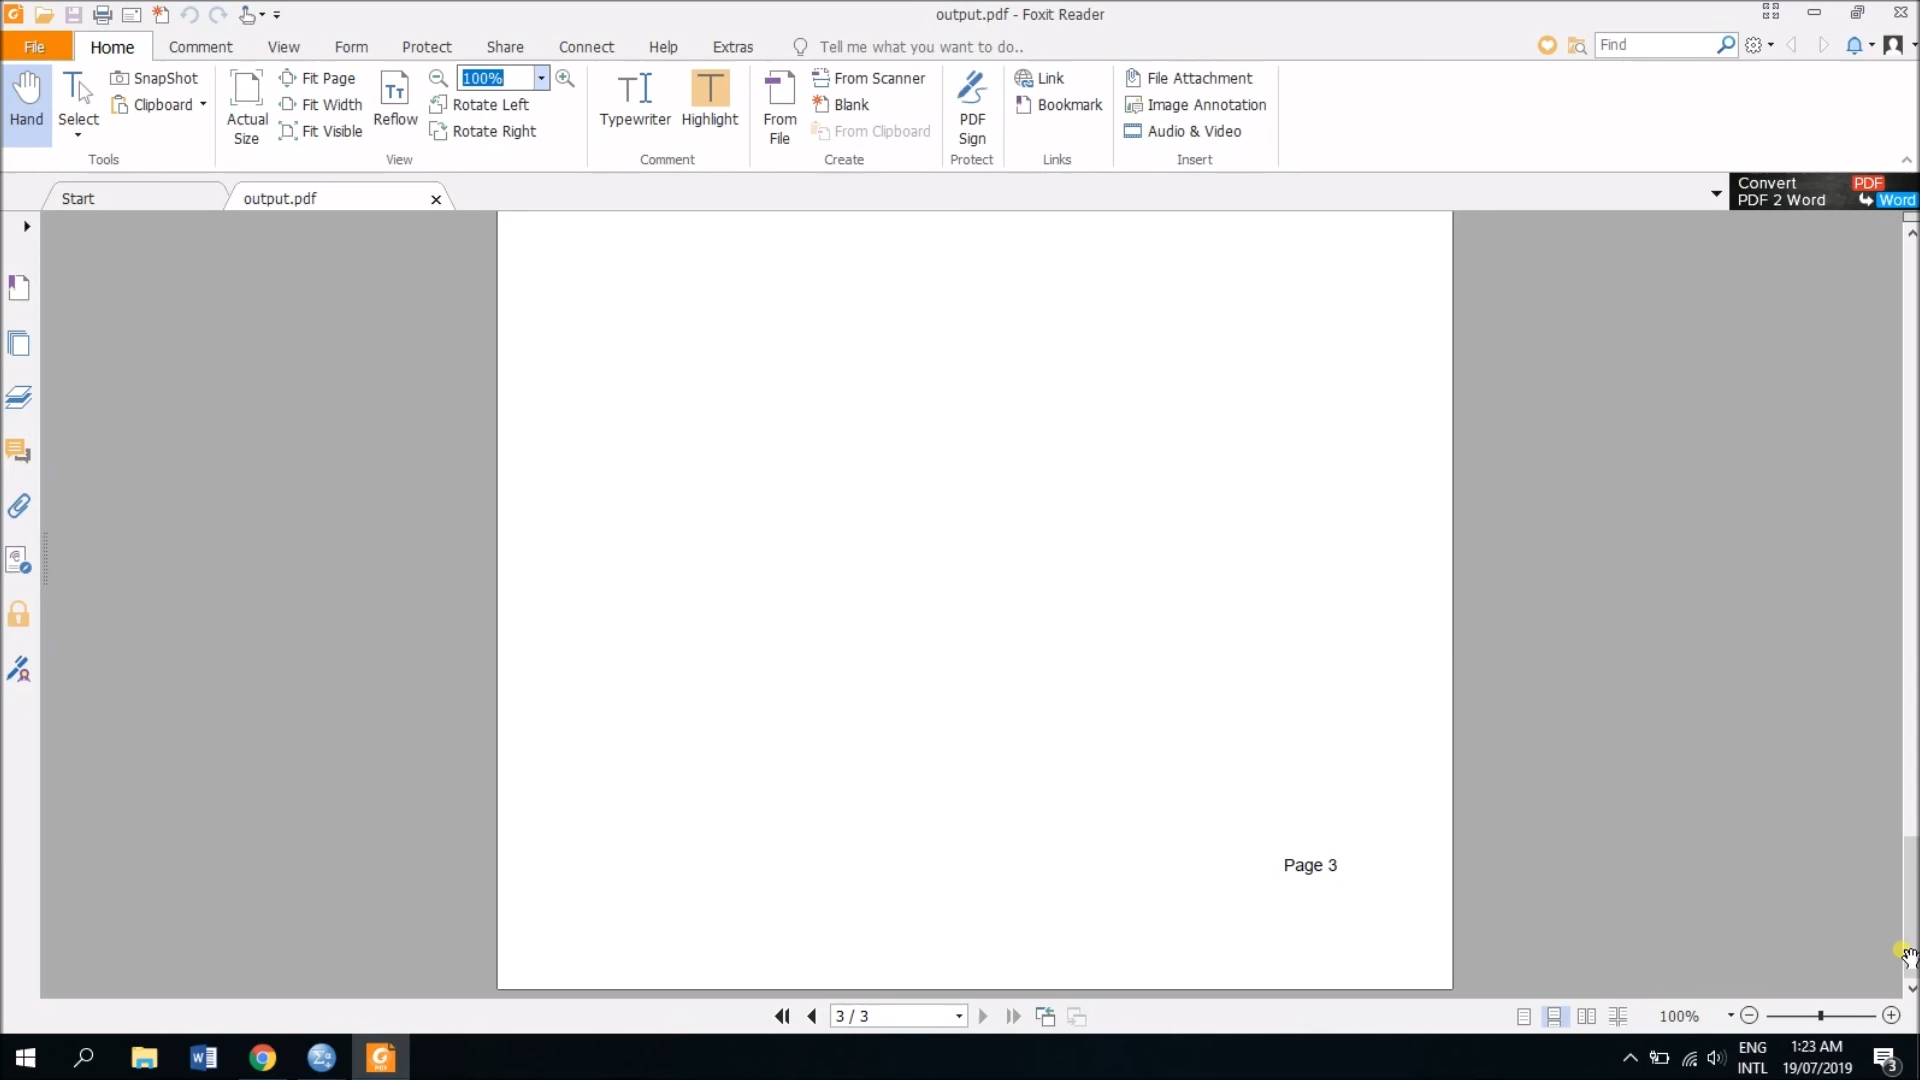 output.pdf - Foxit Reader
File Home Comment View Form Protect Share Connect Help Extras Tell me what you want to do.. Find
Hand
Select
SnapShot
Clipboard
Tools
Actual
Size
Fit Page
Fit Width
Fit Visible
Reflow
100%
Rotate Left
Rotate Right
View
Typewriter
Highlight
Comment
From
File
From Scanner
Blank
From Clipboard
Create
PDF
Sign
Protect
Link
Bookmark
Links
File Attachment
Image Annotation
Audio & Video
Insert
Start
output.pdf
Convert
PDF 2 Word
PDF
Word
Page 3
3 / 3
100%
ENG
INTL
1:23 AM
19/07/2019
3